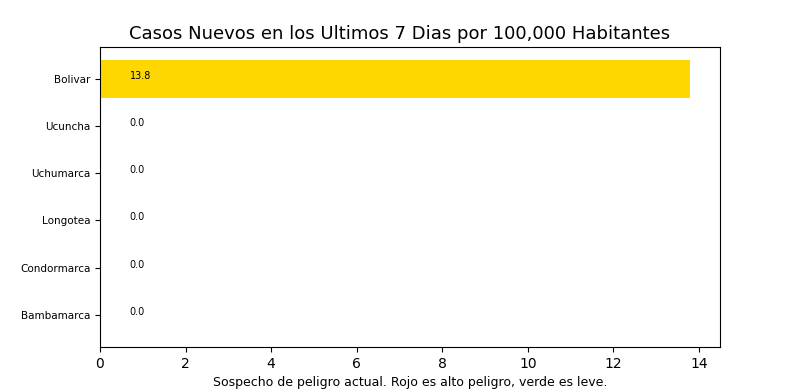 Casos Nuevos en los Ultimos 7 Dias por 100,000 Habitantes
Bolivar 13.8
Ucuncha 0.0
Uchumarca 0.0
Longotea 0.0
Condormarca 0.0
Bambamarca 0.0
0 2 4 6 8 10 12 14
Sospecho de peligro actual. Rojo es alto peligro, verde es leve.